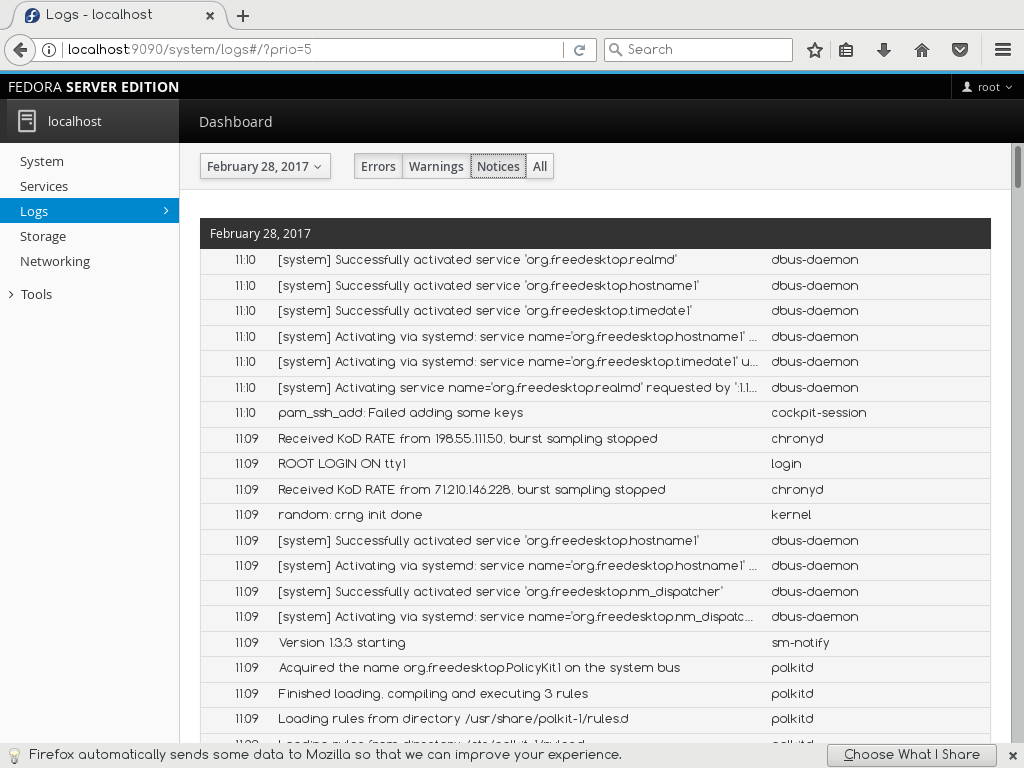 Logs - localhost
localhost:9090/system/logs#/?prio=5
Search
FEDORA SERVER EDITION
root
localhost
Dashboard
System
Services
Logs
Storage
Networking
Tools
February 28, 2017
Errors Warnings Notices All
February 28, 2017
11:10 [system] Successfully activated service 'org.freedesktop.realmd' dbus-daemon
11:10 [system] Successfully activated service 'org.freedesktop.hostname1' dbus-daemon
11:10 [system] Successfully activated service 'org.freedesktop.timedate1' dbus-daemon
11:10 [system] Activating via systemd: service name='org.freedesktop.hostname1' ... dbus-daemon
11:10 [system] Activating via systemd: service name='org.freedesktop.timedate1' u... dbus-daemon
11:10 [system] Activating service name='org.freedesktop.realmd' requested by ':1.1... dbus-daemon
11:10 pam_ssh_add: Failed adding some keys cockpit-session
11:09 Received KoD RATE from 198.55.111.50, burst sampling stopped chronyd
11:09 ROOT LOGIN ON tty1 login
11:09 Received KoD RATE from 71.210.146.228, burst sampling stopped chronyd
11:09 random: crng init done kernel
11:09 [system] Successfully activated service 'org.freedesktop.hostname1' dbus-daemon
11:09 [system] Activating via systemd: service name='org.freedesktop.hostname1' ... dbus-daemon
11:09 [system] Successfully activated service 'org.freedesktop.nm_dispatcher' dbus-daemon
11:09 [system] Activating via systemd: service name='org.freedesktop.nm_dispatc... dbus-daemon
11:09 Version 1.3.3 starting sm-notify
11:09 Acquired the name org.freedesktop.PolicyKit1 on the system bus polkitd
11:09 Finished loading, compiling and executing 3 rules polkitd
11:09 Loading rules from directory /usr/share/polkit-1/rules.d polkitd
Firefox automatically sends some data to Mozilla so that we can improve your experience.
Choose What I Share